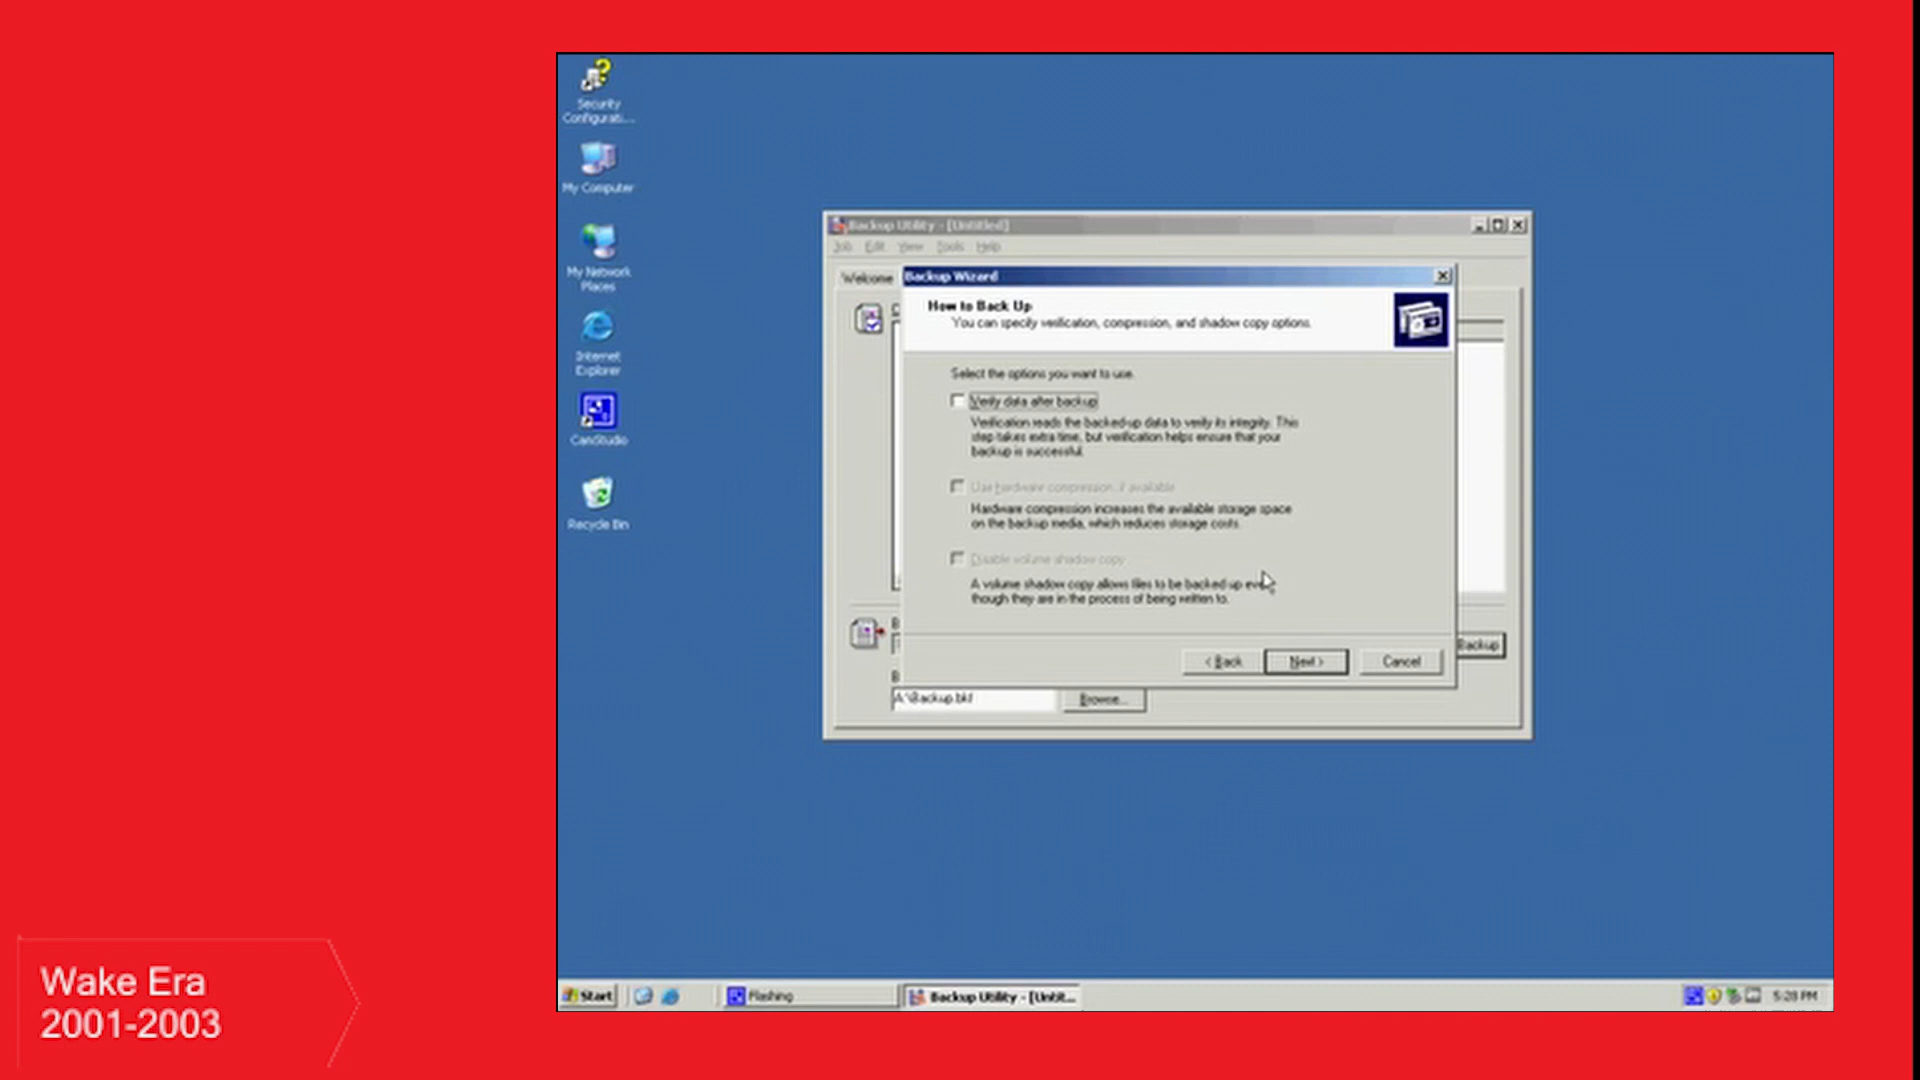 Security
Configurati...
My Computer
My Network
Places
Internet
Explorer
CamStudio
Recycle Bin
Backup Utility - [Untitled]
Job Edit View Tools Help
Welcome
Backup Wizard
How to Back Up
You can specify verification, compression, and shadow copy options.
Select the options you want to use.
Verify data after backup
Verification reads the backed-up data to verify its integrity. This
step takes extra time, but verification helps ensure that your
backup is successful.
Use hardware compression, if available
Hardware compression increases the available storage space
on the backup media, which reduces storage costs.
Disable volume shadow copy
A volume shadow copy allows files to be backed up even
though they are in the process of being written to.
< Back Next > Cancel
Backup
A:\Backup.bkf Browse...
Wake Era
2001-2003
Start Flashing Backup Utility - [Untit... 5:28 PM